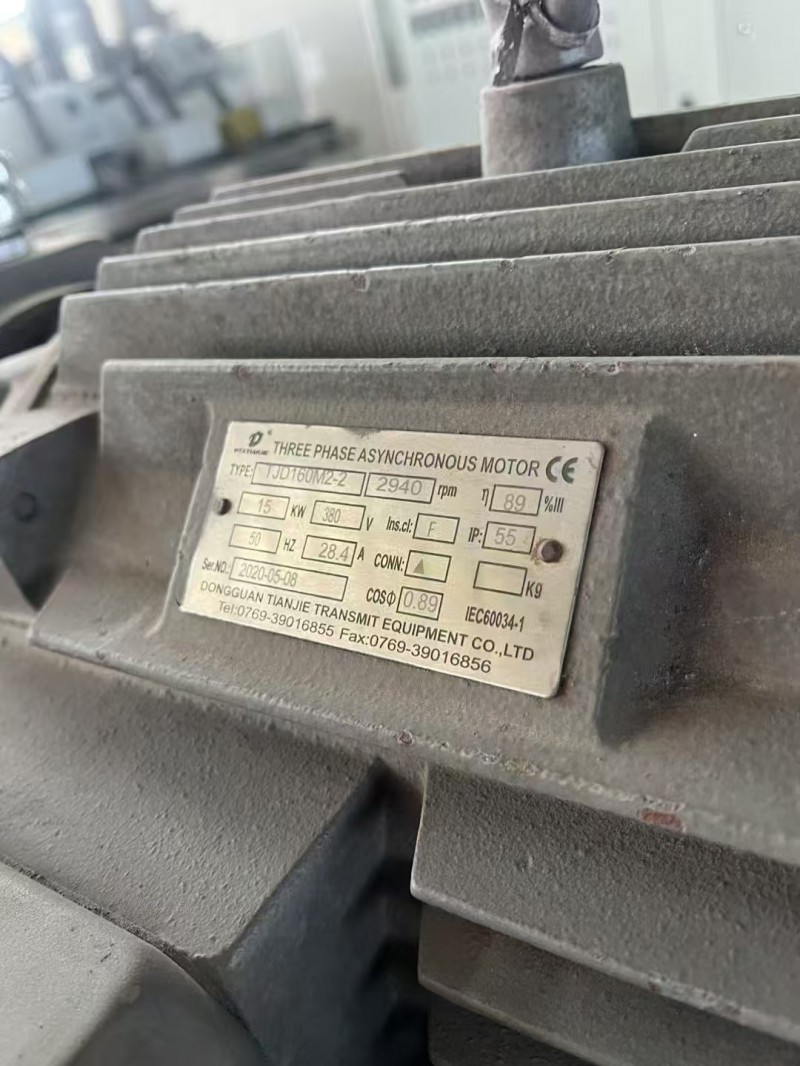 THREE PHASE ASYNCHRONOUS MOTOR CE
TYPE: TJD160M2-2 2940 rpm η 89 %III
15 KW 380 V Ins.cl: F IP: 55
50 HZ 28.4 A CONN: ▲ Kg
Ser.NO.: 2020-05-08 COSϕ 0.89 IEC60034-1
DONGGUAN TIANJIE TRANSMIT EQUIPMENT CO.,LTD
Tel:0769-39016855 Fax:0769-39016856